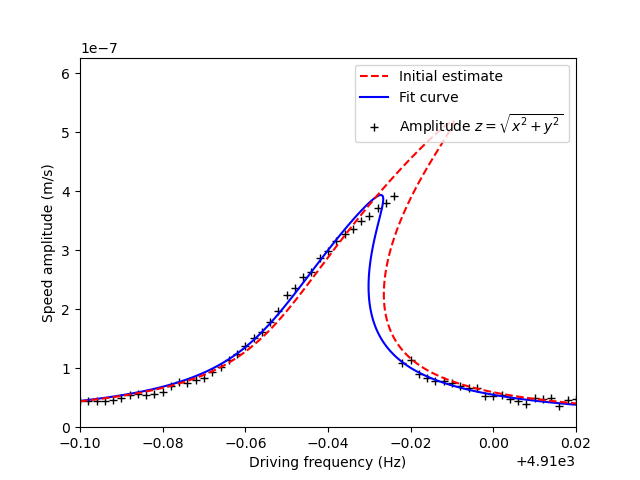 1e−7
Speed amplitude (m/s)
6
5
4
3
2
1
0
Initial estimate
Fit curve
Amplitude z = √x² + y²
−0.10 −0.08 −0.06 −0.04 −0.02 0.00 0.02
Driving frequency (Hz)
+4.91e3